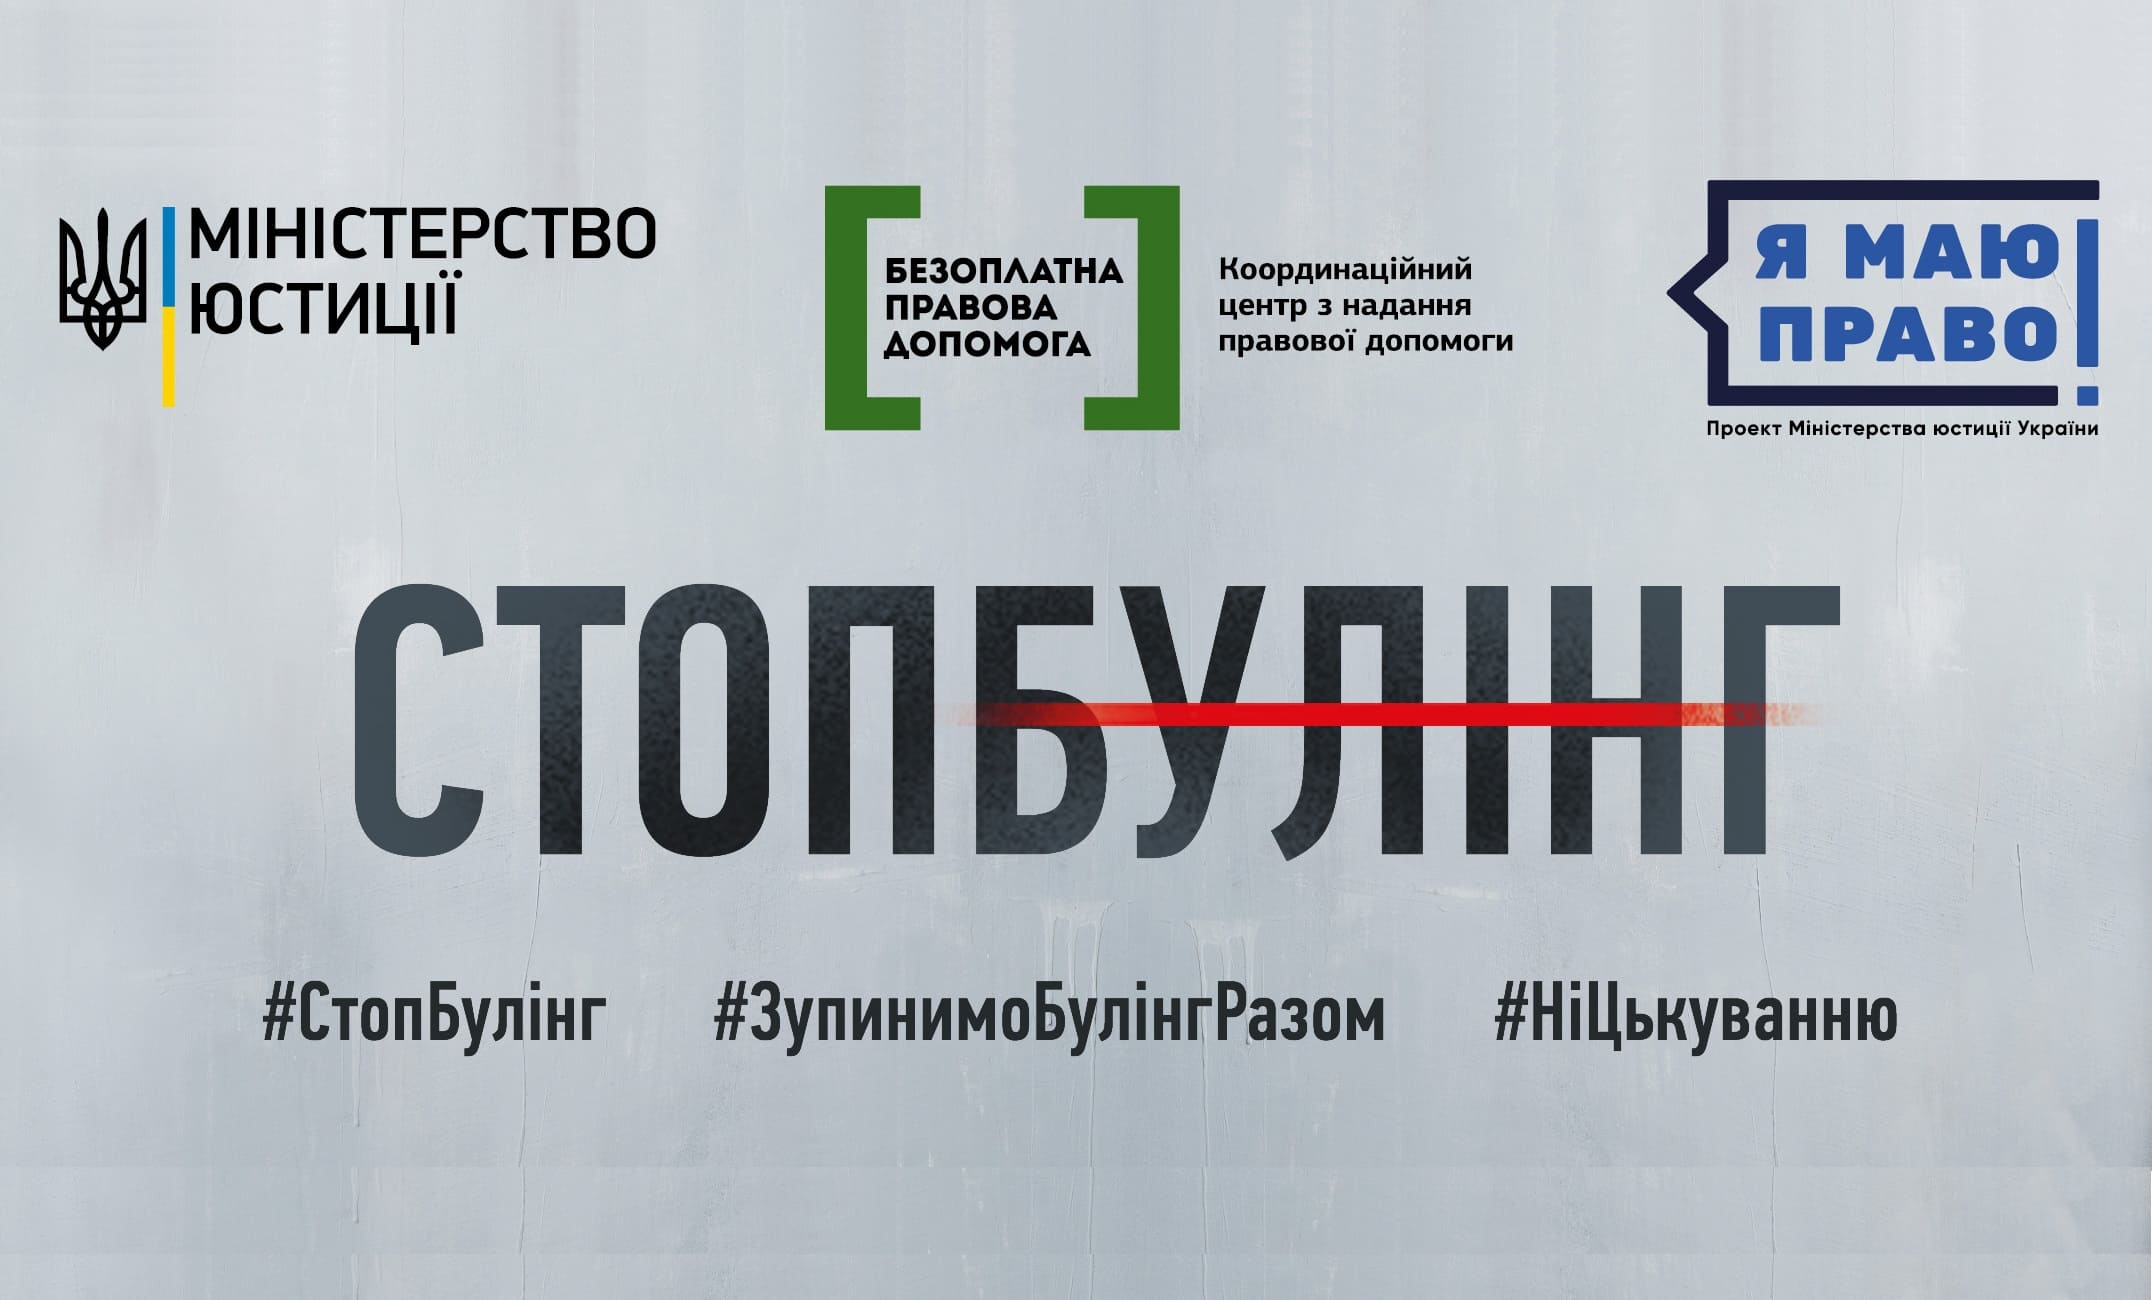 МІНІСТЕРСТВО
ЮСТИЦІЇ
БЕЗОПЛАТНА
ПРАВОВА
ДОПОМОГА
Координаційний
центр з надання
правової допомоги
Я МАЮ
ПРАВО!
Проект Міністерства юстиції України
СТОПБУЛІНГ
#СтопБулінг #ЗупинимоБулінгРазом #НіЦькуванню